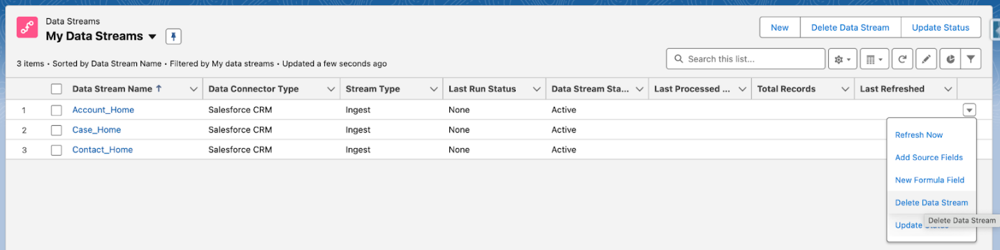 Data Streams
My Data Streams
New Delete Data Stream Update Status
3 items • Sorted by Data Stream Name • Filtered by My data streams • Updated a few seconds ago
Search this list...
Data Stream Name ↑ Data Connector Type Stream Type Last Run Status Data Stream Sta... Last Processed ... Total Records Last Refreshed
1 Account_Home Salesforce CRM Ingest None Active
2 Case_Home Salesforce CRM Ingest None Active
3 Contact_Home Salesforce CRM Ingest None Active
Refresh Now
Add Source Fields
New Formula Field
Delete Data Stream
Delete Data Stream
Update Status